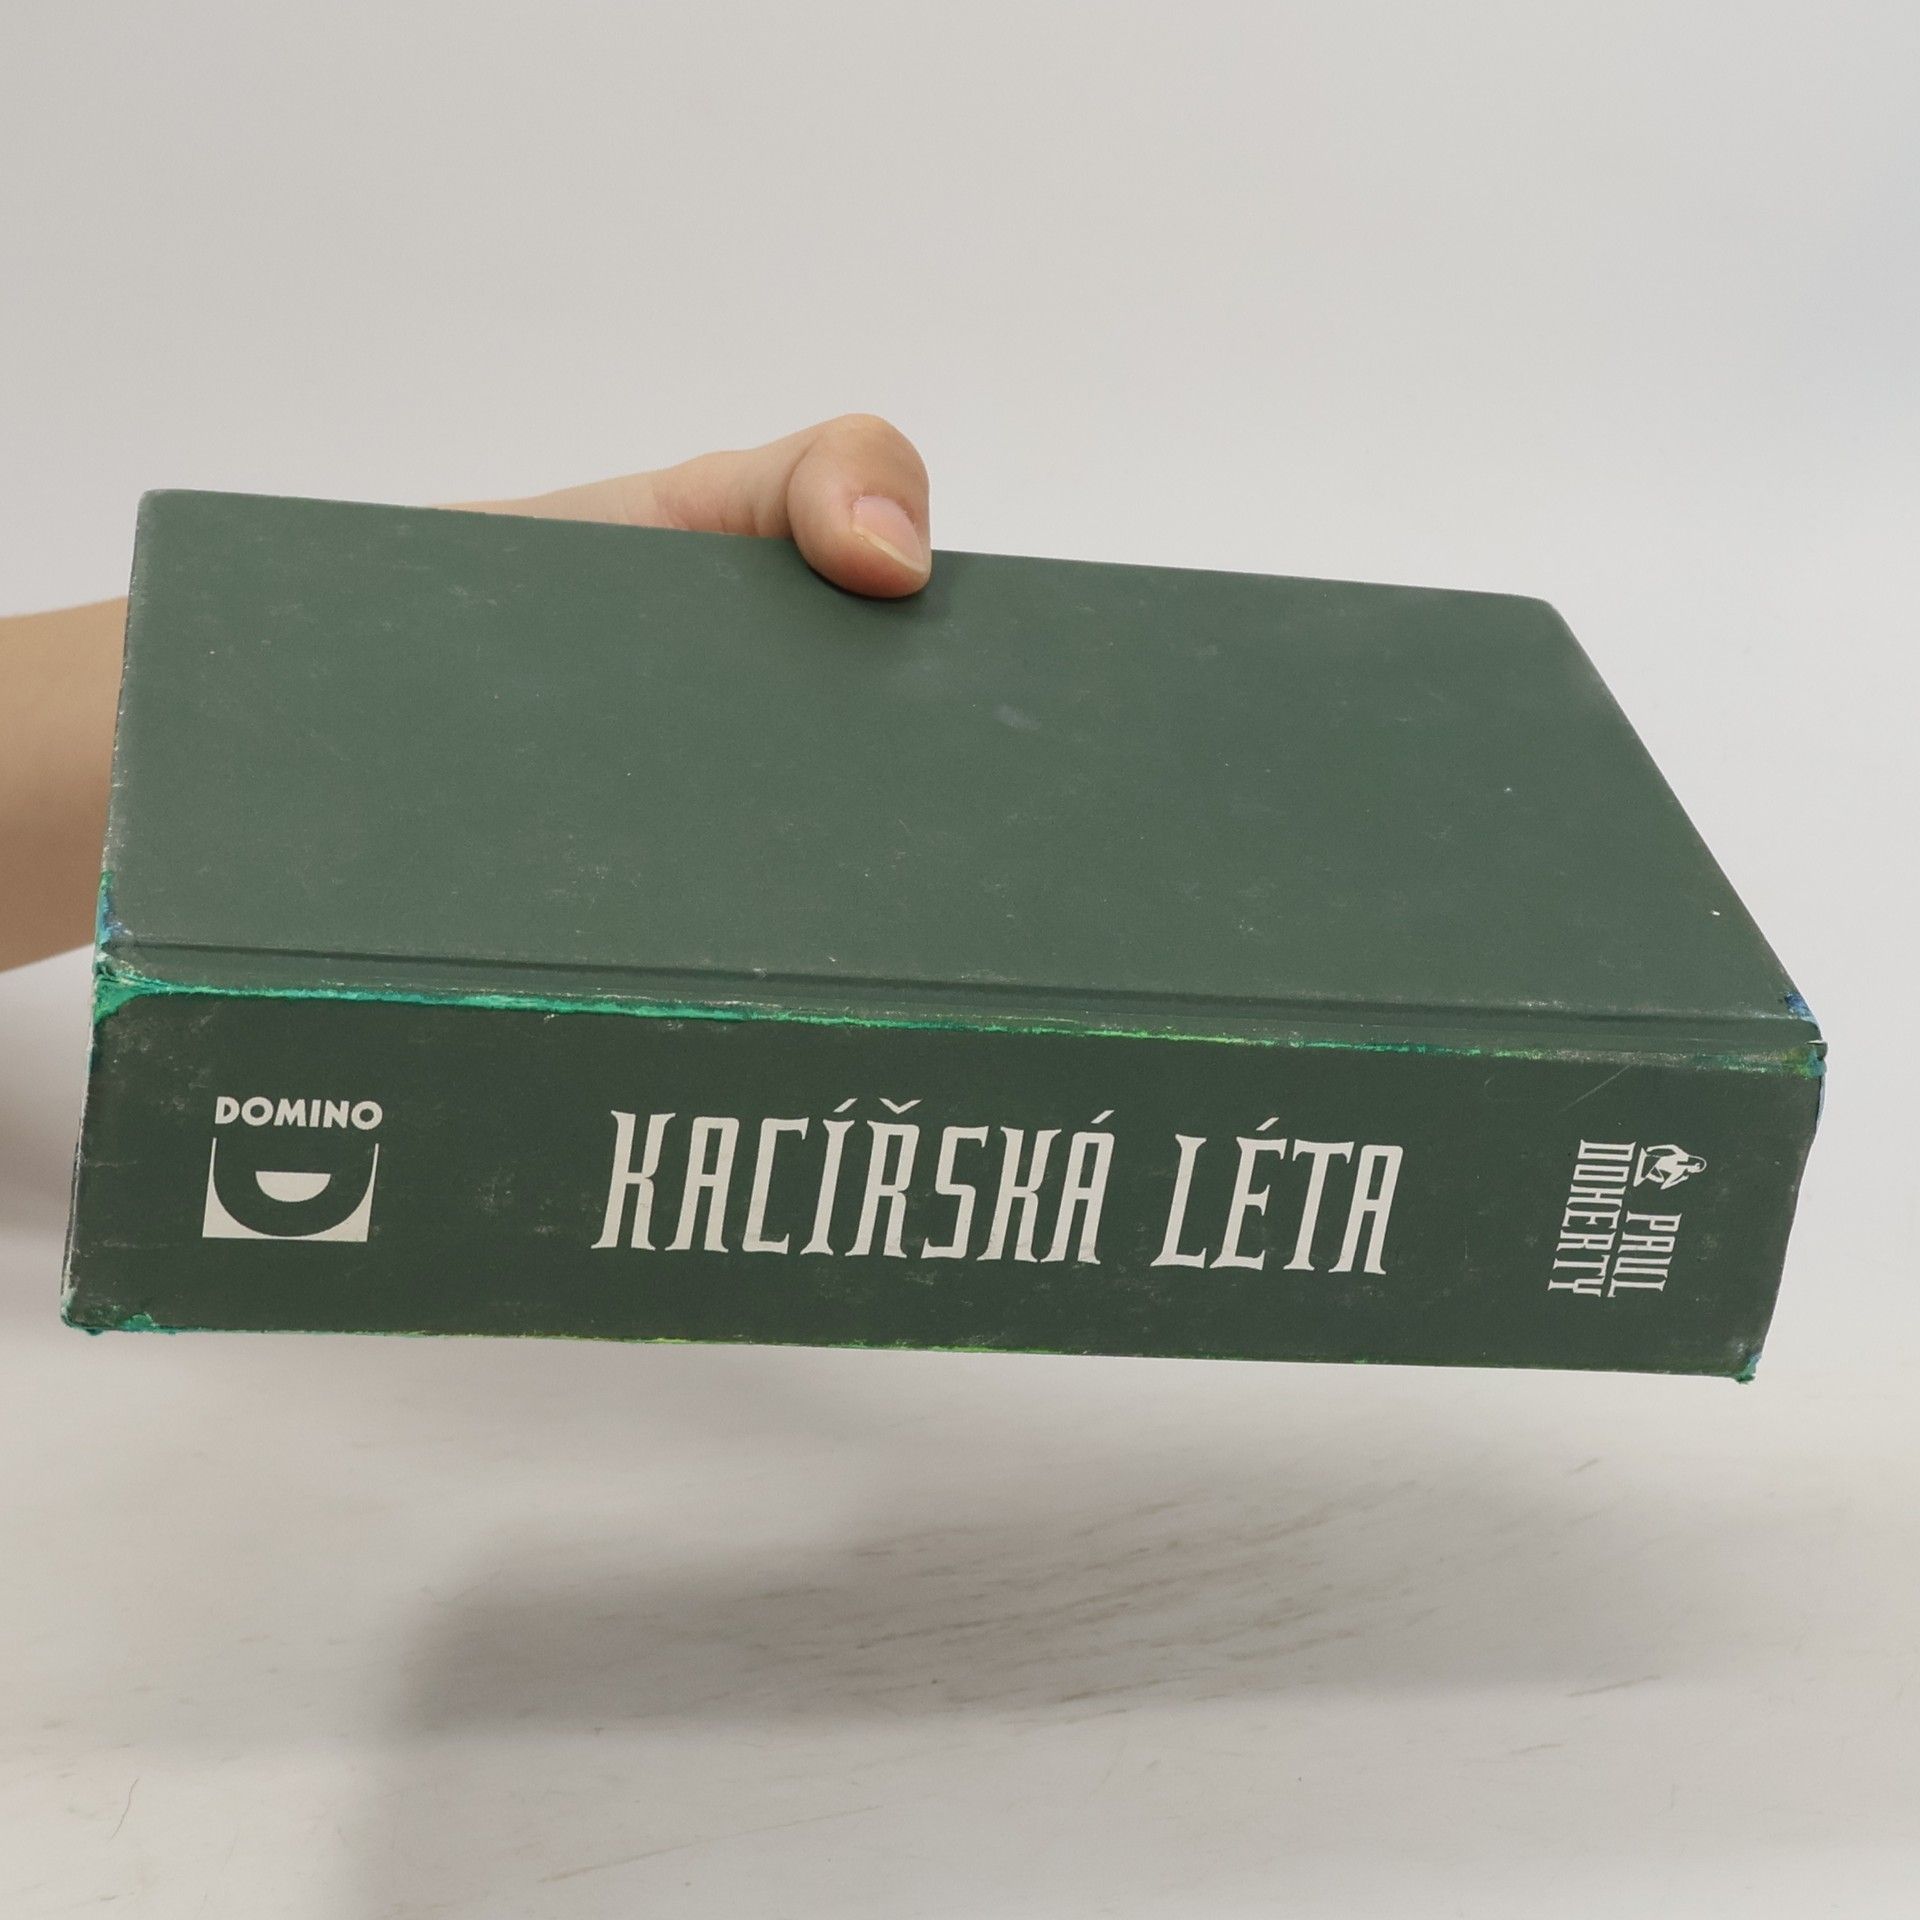 DOMINO
KACÍŘSKÁ LÉTA
PAUL
DOHERTY